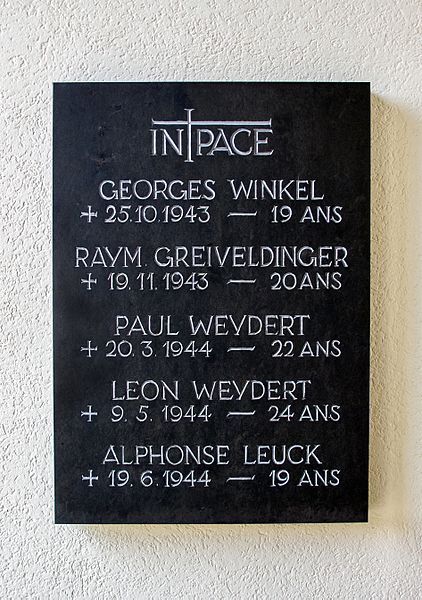 IN PACE
GEORGES WINKEL
+ 25.10.1943 — 19 ANS
RAYM. GREIVELDINGER
+ 19.11.1943 — 20 ANS
PAUL WEYDERT
+ 20.3.1944 — 22 ANS
LEON WEYDERT
+ 9.5.1944 — 24 ANS
ALPHONSE LEUCK
+ 19.6.1944 — 19 ANS